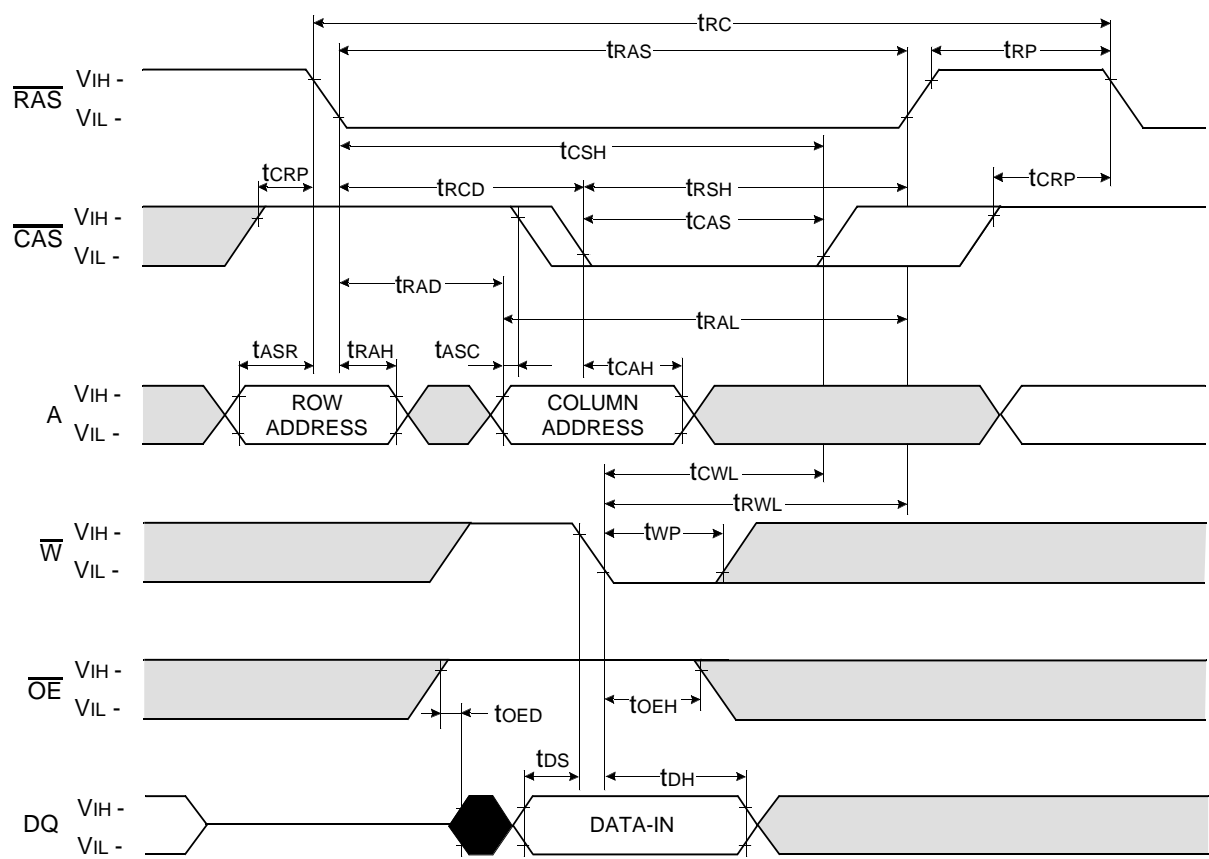 tRC
tRAS
tRP
RAS
VIH -
VIL -
tCSH
tCRP
tRCD
tRSH
tCRP
CAS
VIH -
VIL -
tCAS
tRAD
tRAL
tASR
tRAH
tASC
tCAH
A
VIH -
VIL -
ROW
ADDRESS
COLUMN
ADDRESS
tCWL
tRWL
W
VIH -
VIL -
tWP
OE
VIH -
VIL -
tOED
tOEH
tDS
tDH
DQ
VIH -
VIL -
DATA-IN